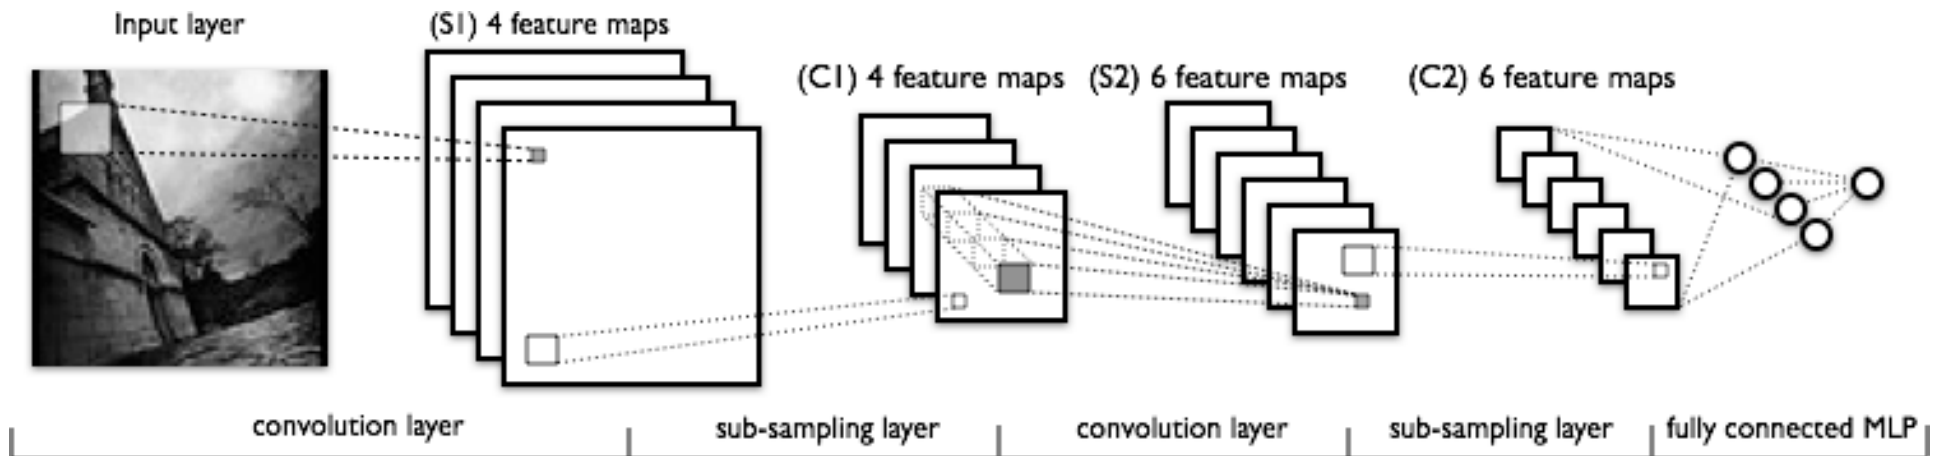 Input layer
(S1) 4 feature maps
(C1) 4 feature maps
(S2) 6 feature maps
(C2) 6 feature maps
convolution layer
sub-sampling layer
convolution layer
sub-sampling layer
fully connected MLP